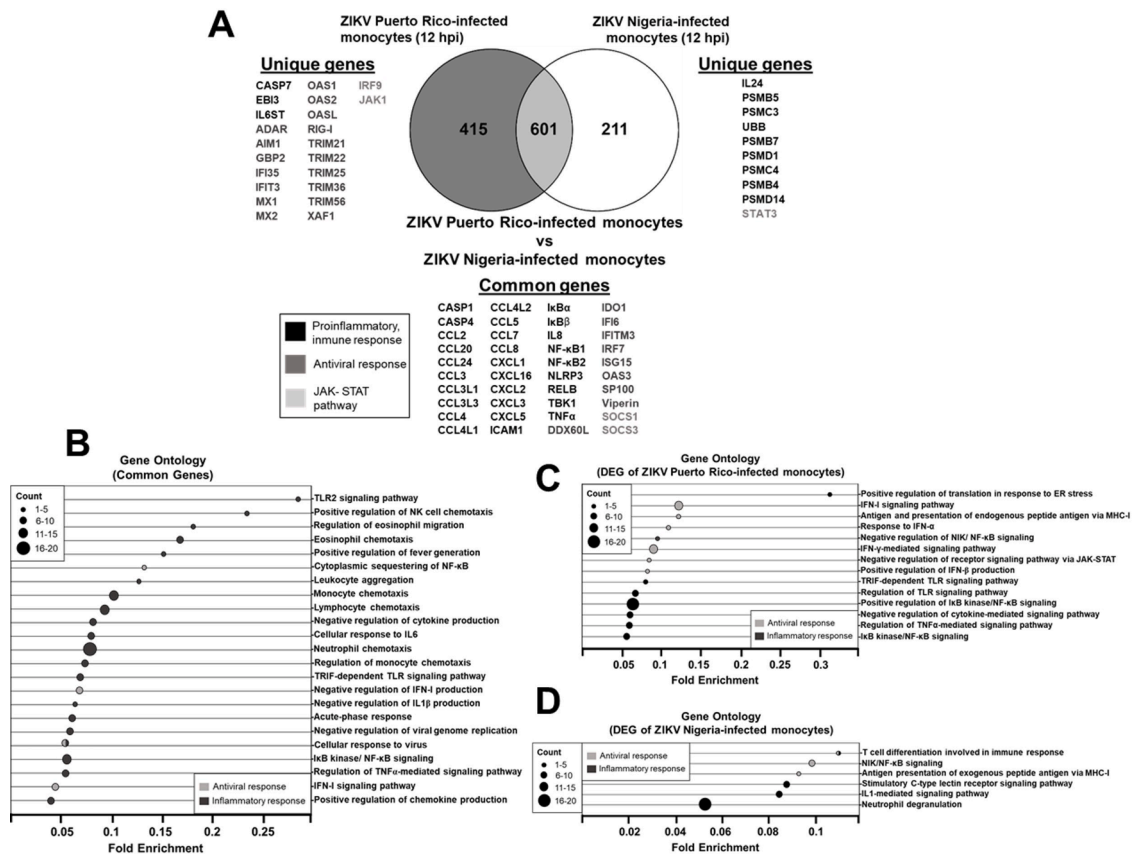 A
ZIKV Puerto Rico-infected
monocytes (12 hpi)
ZIKV Nigeria-infected
monocytes (12 hpi)
Unique genes
CASP7 OAS1 IRF9
EBI3 OAS2 JAK1
IL6ST OASL
ADAR RIG-I
AIM1 TRIM21
GBP2 TRIM22
IFI35 TRIM25
IFIT3 TRIM36
MX1 TRIM56
MX2 XAF1
415
601
211
Unique genes
IL24
PSMB5
PSMC3
UBB
PSMB7
PSMD1
PSMC4
PSMB4
PSMD14
STAT3
ZIKV Puerto Rico-infected monocytes
vs
ZIKV Nigeria-infected monocytes
Common genes
CASP1 CCL4L2 IκBα IDO1
CASP4 CCL5 IκBβ IFI6
CCL2 CCL7 IL8 IFITM3
CCL20 CCL8 NF-κB1 IRF7
CCL24 CXCL1 NF-κB2 ISG15
CCL3 CXCL16 NLRP3 OAS3
CCL3L1 CXCL2 RELB SP100
CCL3L3 CXCL3 TBK1 Viperin
CCL4 CXCL5 TNFα SOCS1
CCL4L1 ICAM1 DDX60L SOCS3
Proinflammatory,
inmune response
Antiviral response
JAK- STAT
pathway
B
Gene Ontology
(Common Genes)
Count
1-5
6-10
11-15
16-20
TLR2 signaling pathway
Positive regulation of NK cell chemotaxis
Regulation of eosinophil migration
Eosinophil chemotaxis
Positive regulation of fever generation
Cytoplasmic sequestering of NF-κB
Leukocyte aggregation
Monocyte chemotaxis
Lymphocyte chemotaxis
Negative regulation of cytokine production
Cellular response to IL6
Neutrophil chemotaxis
Regulation of monocyte chemotaxis
TRIF-dependent TLR signaling pathway
Negative regulation of IFN-I production
Negative regulation of IL1β production
Acute-phase response
Negative regulation of viral genome replication
Cellular response to virus
IκB kinase/ NF-κB signaling
Regulation of TNFα-mediated signaling pathway
IFN-I signaling pathway
Positive regulation of chemokine production
Antiviral response
Inflammatory response
0.05 0.1 0.15 0.2 0.25
Fold Enrichment
C
Gene Ontology
(DEG of ZIKV Puerto Rico-infected monocytes)
Count
1-5
6-10
11-15
16-20
Positive regulation of translation in response to ER stress
IFN-I signaling pathway
Antigen and presentation of endogenous peptide antigen via MHC-I
Response to IFN-α
Negative regulation of NIK/ NF-κB signaling
IFN-γ-mediated signaling pathway
Negative regulation of receptor signaling pathway via JAK-STAT
Positive regulation of IFN-β production
TRIF-dependent TLR signaling pathway
Regulation of TLR signaling pathway
Positive regulation of IκB kinase/NF-κB signaling
Negative regulation of cytokine-mediated signaling pathway
Regulation of TNFα-mediated signaling pathway
IκB kinase/NF-κB signaling
Antiviral response
Inflammatory response
0.05 0.1 0.15 0.2 0.25 0.3
Fold Enrichment
D
Gene Ontology
(DEG of ZIKV Nigeria-infected monocytes)
Count
1-5
6-10
11-15
16-20
Antiviral response
Inflammatory response
T cell differentiation involved in immune response
NIK/NF-κB signaling
Antigen presentation of exogenous peptide antigen via MHC-I
Stimulatory C-type lectin receptor signaling pathway
IL1-mediated signaling pathway
Neutrophil degranulation
0.02 0.04 0.06 0.08 0.1
Fold Enrichment